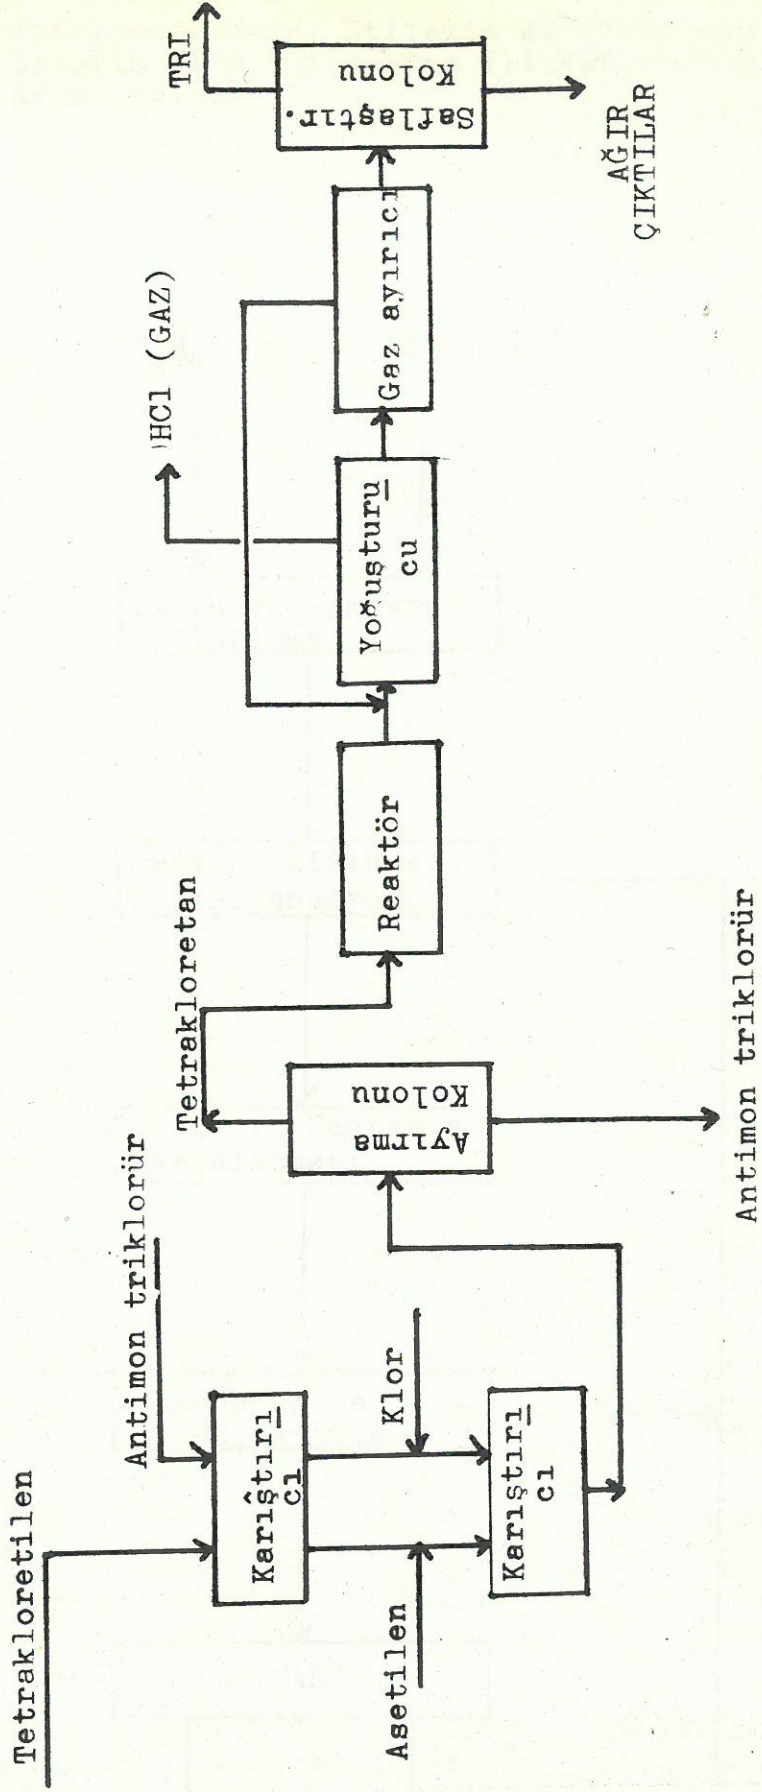 Tetrakloretilen
Antimon triklorür
Karıştırı
cı
Asetilen
Klor
Karıştırı
cı
Tetrakloretan
Ayırma
Kolonu
Antimon triklorür
Reaktör
Yoğuşturu
cu
HCl (GAZ)
Gaz ayırıcı
Saflaştır.
Kolonu
TRI
AĞIR
ÇIKTILAR